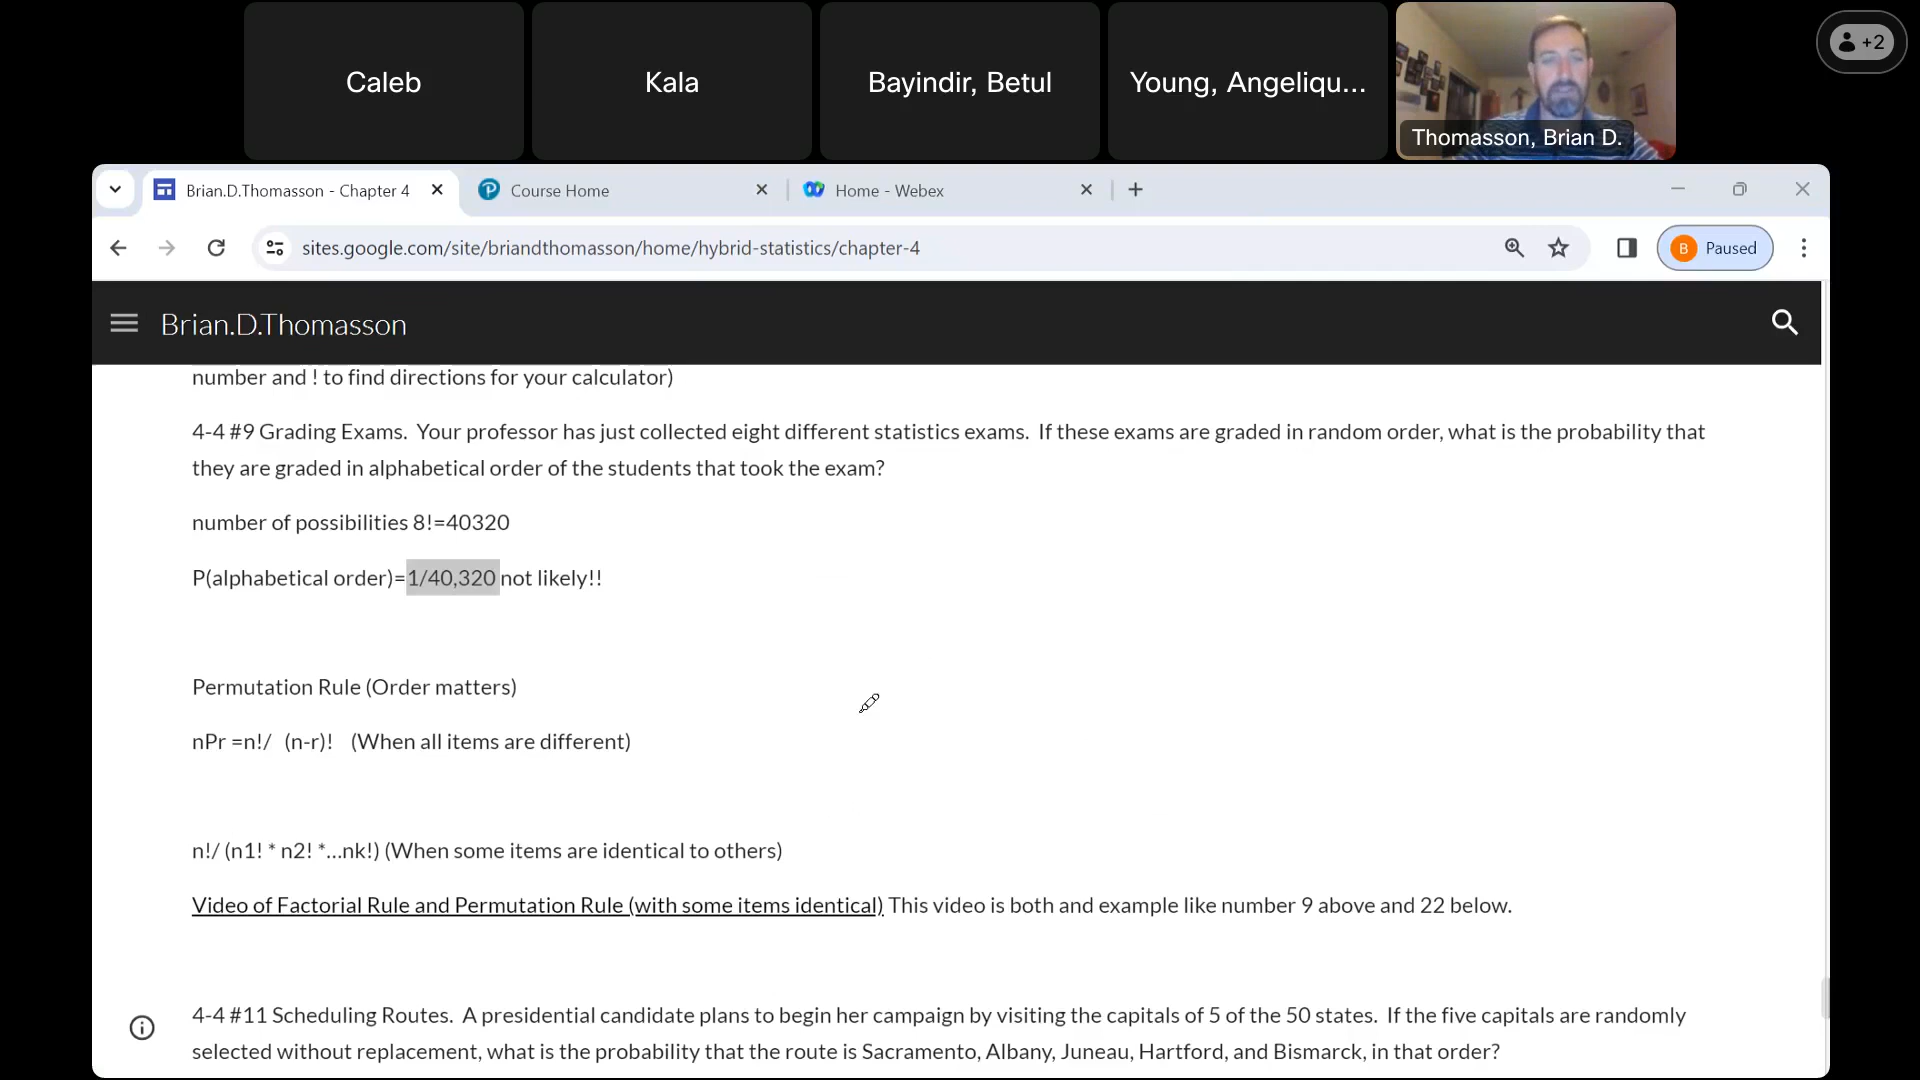 Caleb
Kala
Bayindir, Betul
Young, Angeliqu...
Thomasson, Brian D.
+2
Brian.D.Thomasson - Chapter 4
Course Home
Home - Webex
sites.google.com/site/briandthomasson/home/hybrid-statistics/chapter-4
B Paused
Brian.D.Thomasson
number and ! to find directions for your calculator)
4-4 #9 Grading Exams.  Your professor has just collected eight different statistics exams.  If these exams are graded in random order, what is the probability that
they are graded in alphabetical order of the students that took the exam?
number of possibilities 8!=40320
P(alphabetical order)=1/40,320 not likely!!
Permutation Rule (Order matters)
nPr =n!/  (n-r)!   (When all items are different)
n!/ (n1! * n2! *...nk!) (When some items are identical to others)
Video of Factorial Rule and Permutation Rule (with some items identical) This video is both and example like number 9 above and 22 below.
4-4 #11 Scheduling Routes.  A presidential candidate plans to begin her campaign by visiting the capitals of 5 of the 50 states.  If the five capitals are randomly
selected without replacement, what is the probability that the route is Sacramento, Albany, Juneau, Hartford, and Bismarck, in that order?